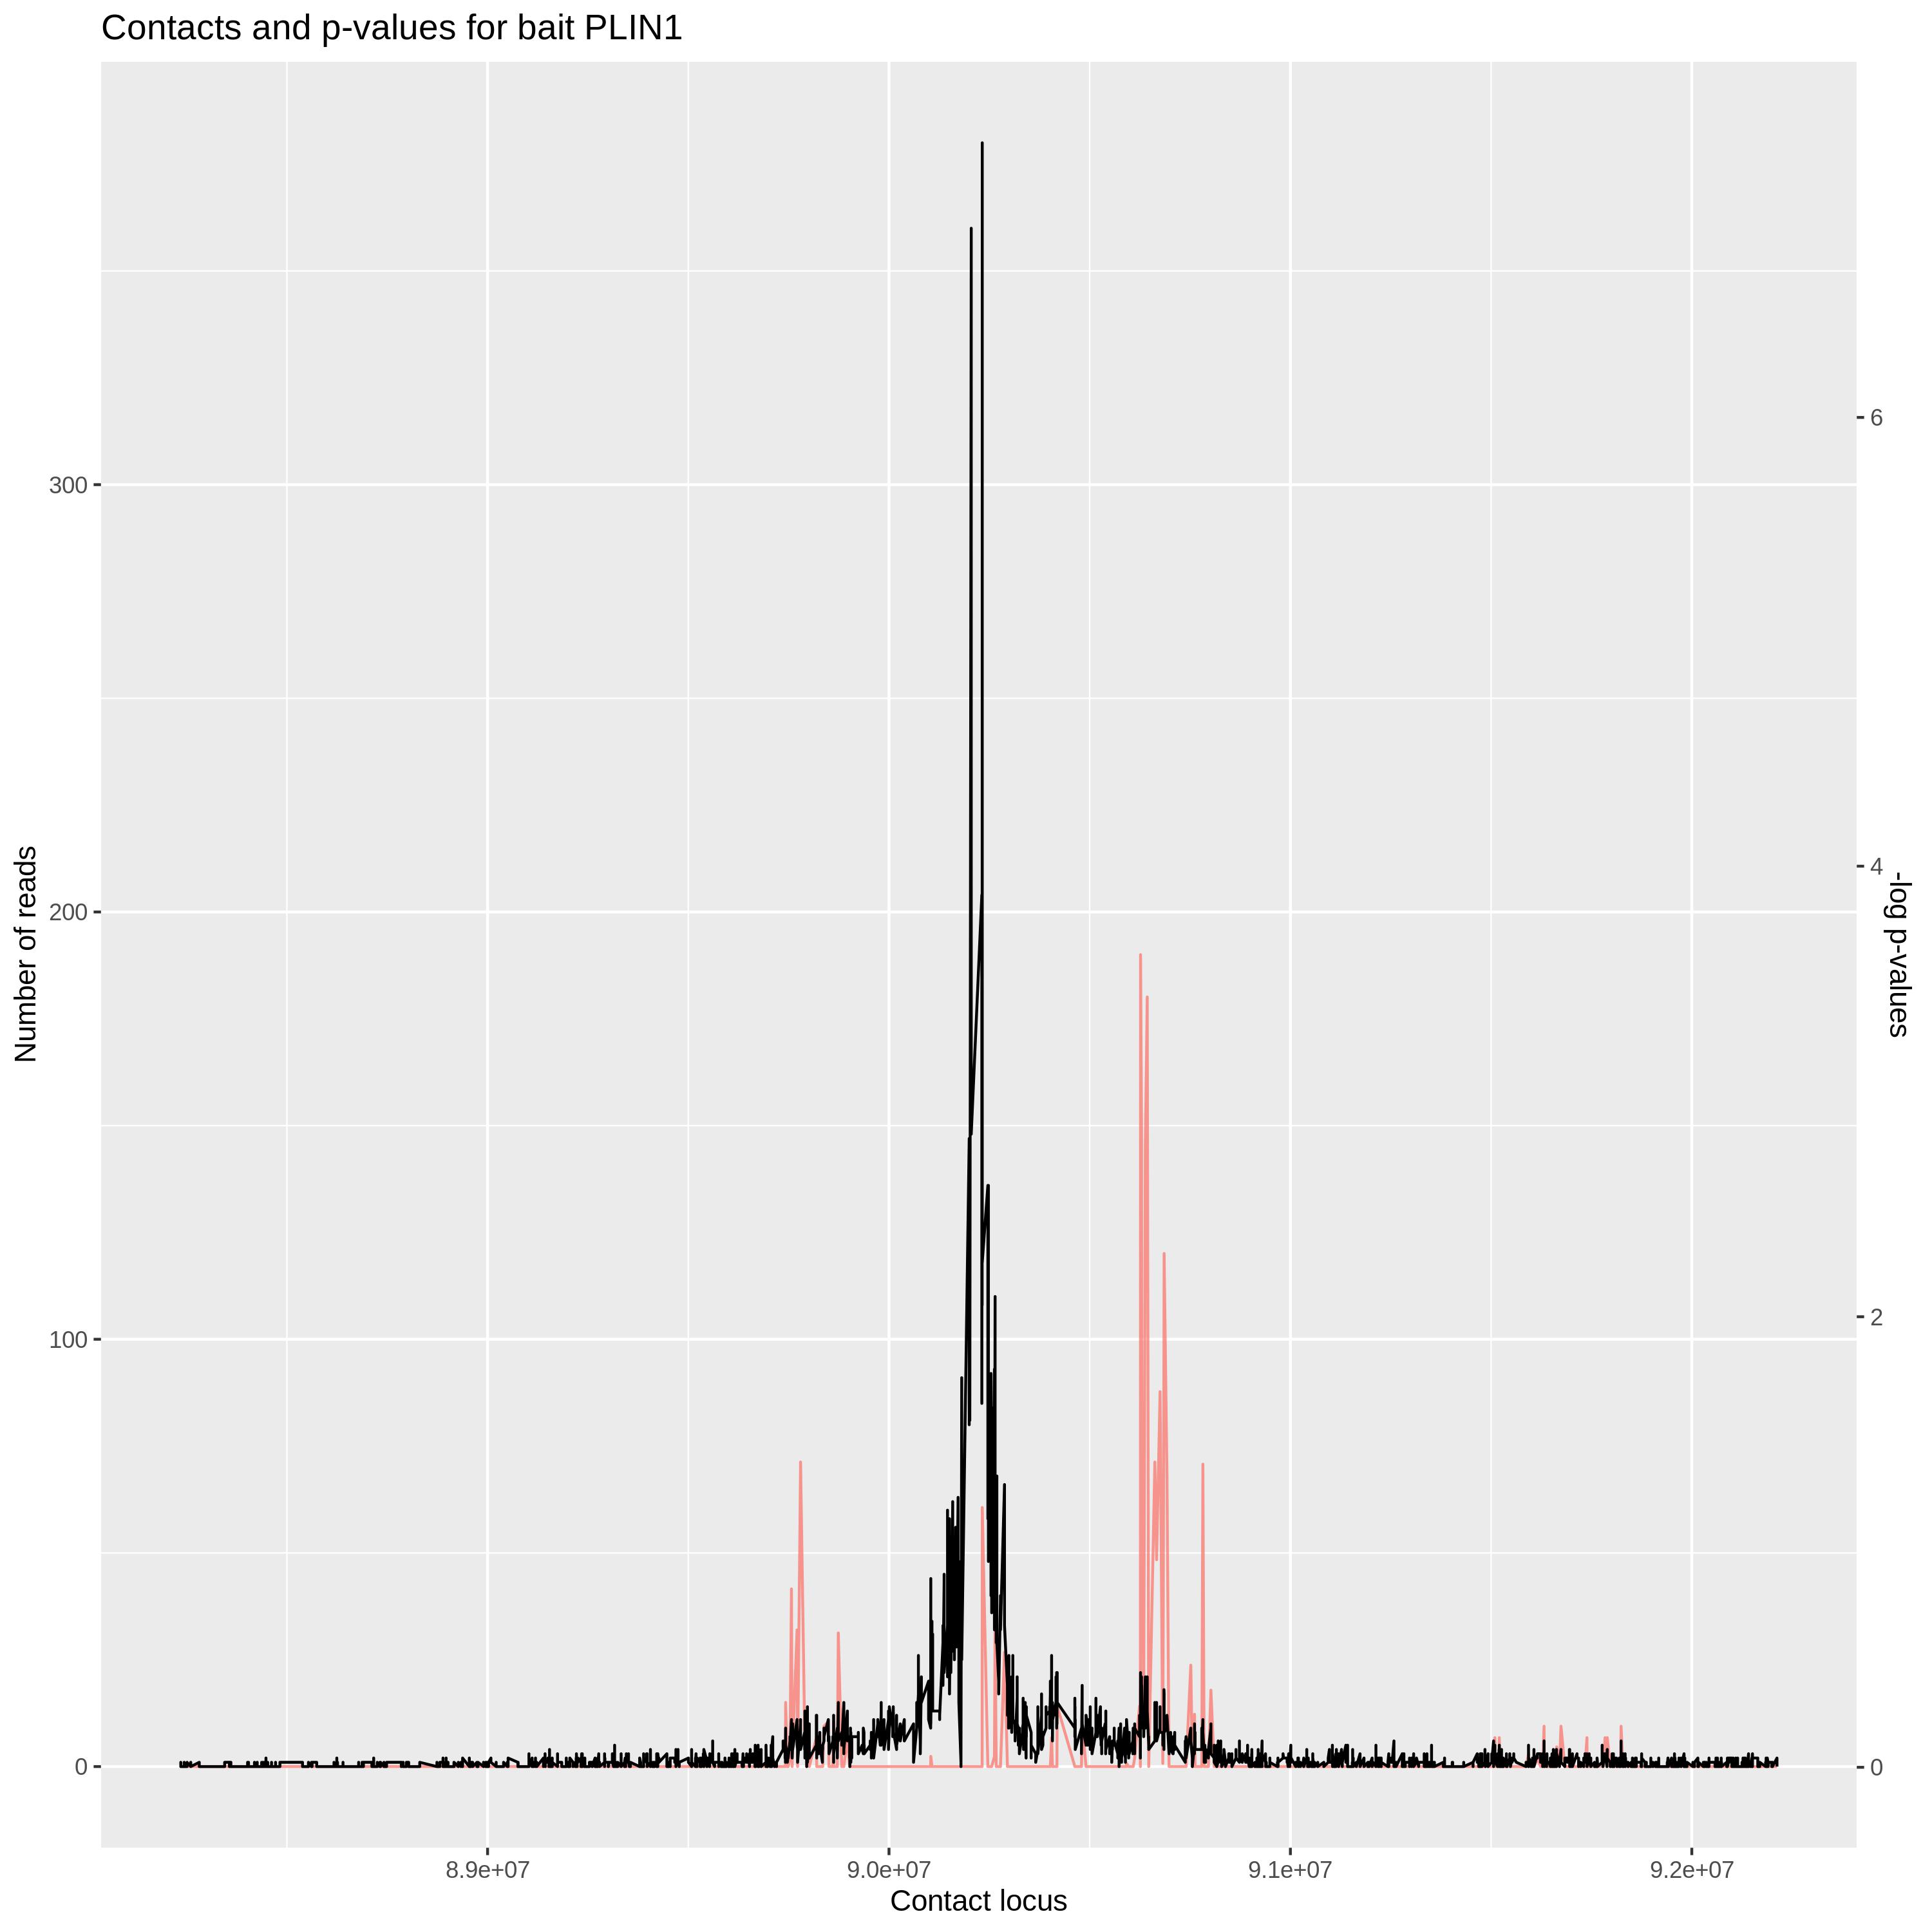 Contacts and p-values for bait PLIN1
Number of reads
300
200
100
0
6
4
2
0
-log p-values
8.9e+07
9.0e+07
9.1e+07
9.2e+07
Contact locus